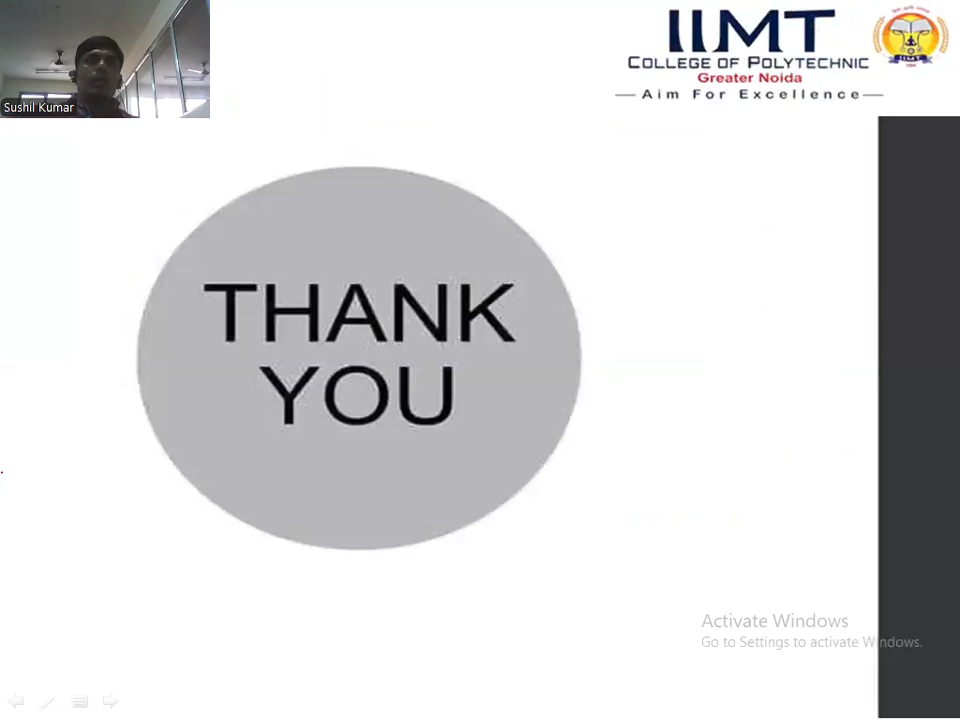 Sushil Kumar
IIMT
COLLEGE OF POLYTECHNIC
Greater Noida
Aim For Excellence
IIMT
THANK
YOU
Activate Windows
Go to Settings to activate Windows.